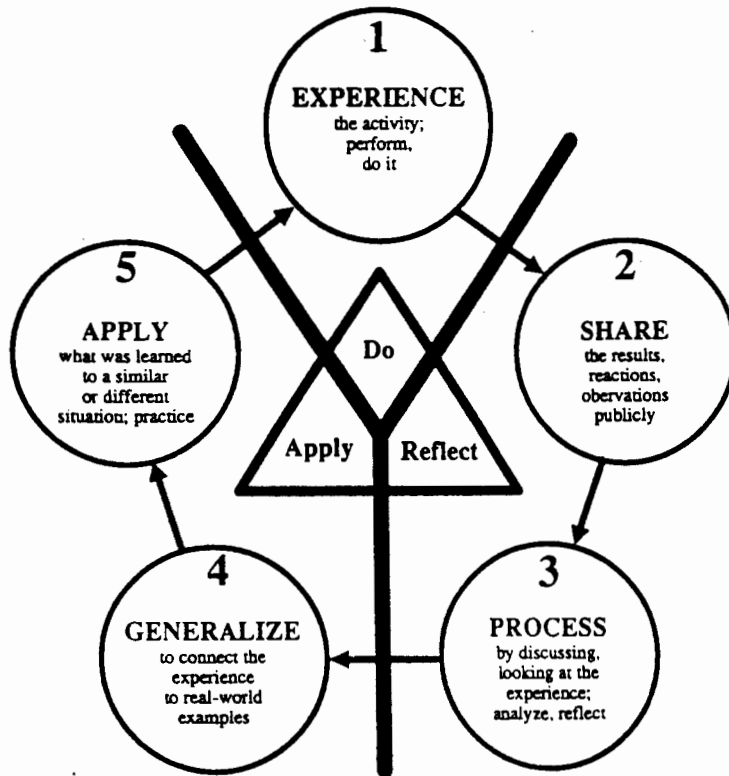 1
EXPERIENCE
the activity;
perform,
do it
2
SHARE
the results,
reactions,
obervations
publicly
3
PROCESS
by discussing,
looking at the
experience;
analyze, reflect
4
GENERALIZE
to connect the
experience
to real-world
examples
5
APPLY
what was learned
to a similar
or different
situation; practice
Do
Apply
Reflect